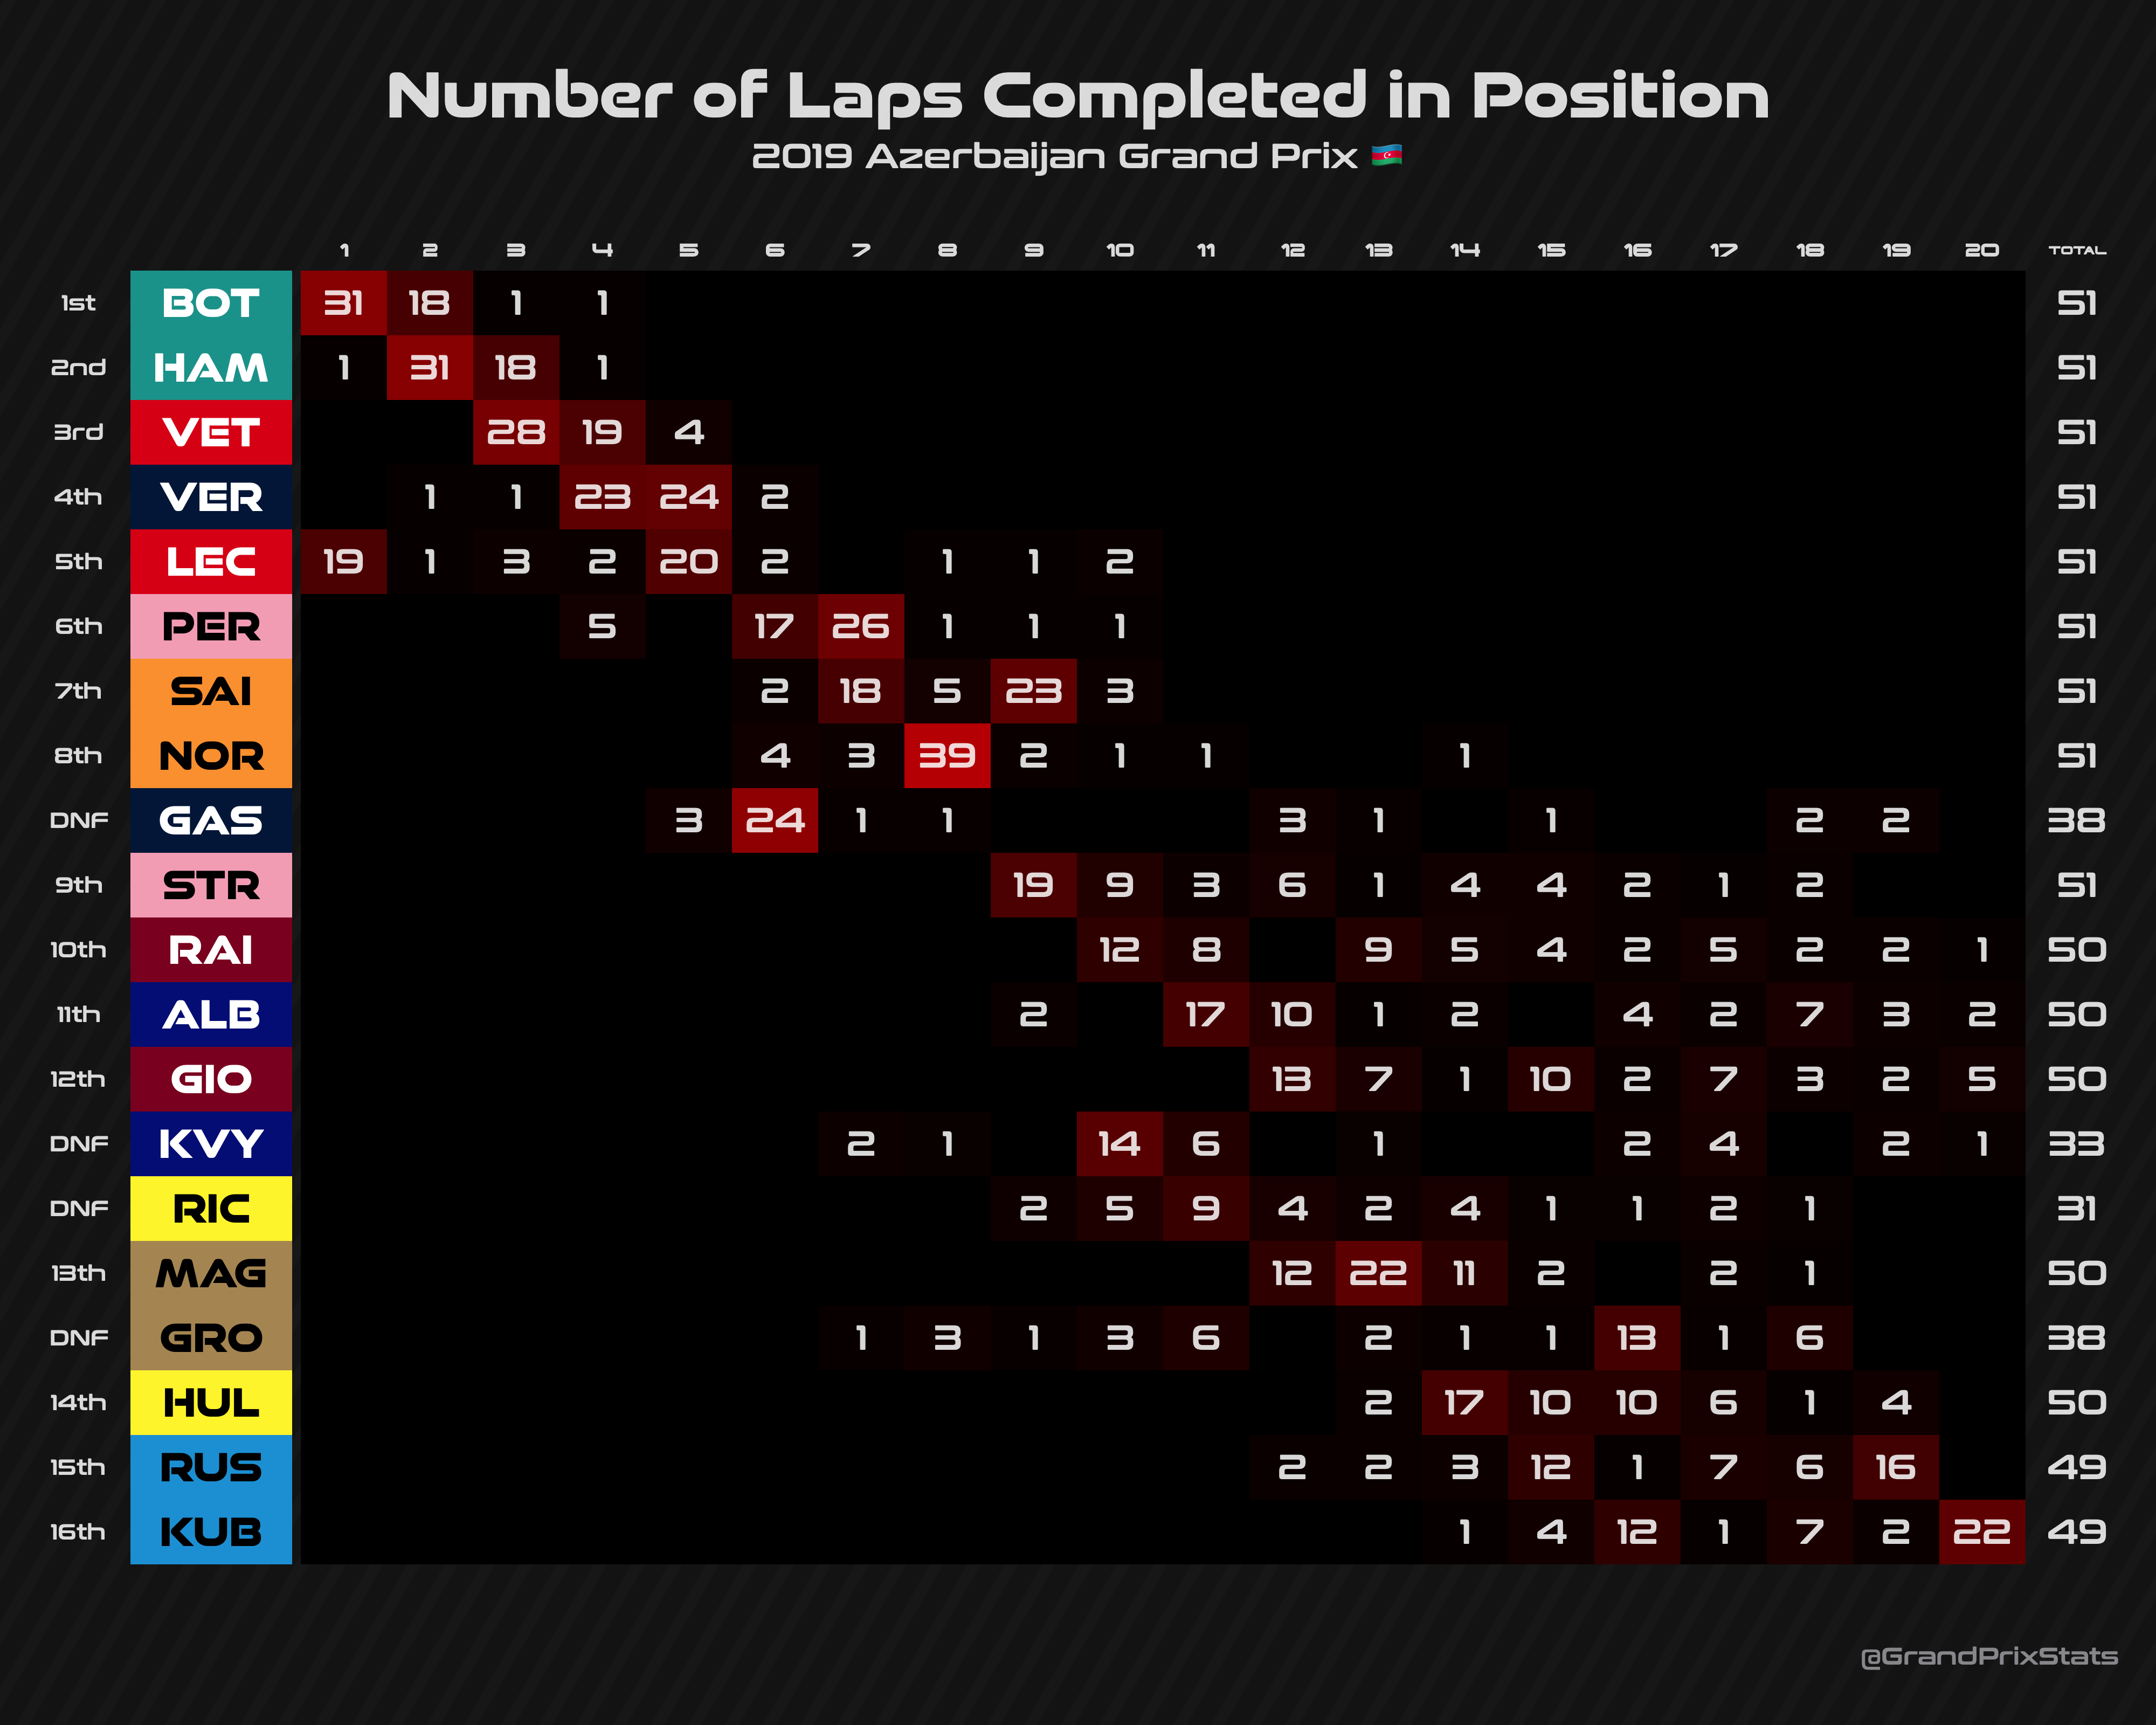 Number of Laps Completed in Position
2019 Azerbaijan Grand Prix
1 2 3 4 5 6 7 8 9 10 11 12 13 14 15 16 17 18 19 20 TOTAL
1st BOT 31 18 1 1 51
2nd HAM 1 31 18 1 51
3rd VET 28 19 4 51
4th VER 1 1 23 24 2 51
5th LEC 19 1 3 2 20 2 1 1 2 51
6th PER 5 17 26 1 1 1 51
7th SAI 2 18 5 23 3 51
8th NOR 4 3 39 2 1 1 1 51
DNF GAS 3 24 1 1 3 1 1 2 2 38
9th STR 19 9 3 6 1 4 4 2 1 2 51
10th RAI 12 8 9 5 4 2 5 2 2 1 50
11th ALB 2 17 10 1 2 4 2 7 3 2 50
12th GIO 13 7 1 10 2 7 3 2 5 50
DNF KVY 2 1 14 6 1 2 4 2 1 33
DNF RIC 2 5 9 4 2 4 1 1 2 1 31
13th MAG 12 22 11 2 2 1 50
DNF GRO 1 3 1 3 6 2 1 1 13 1 6 38
14th HUL 2 17 10 10 6 1 4 50
15th RUS 2 2 3 12 1 7 6 16 49
16th KUB 1 4 12 1 7 2 22 49
@GrandPrixStats